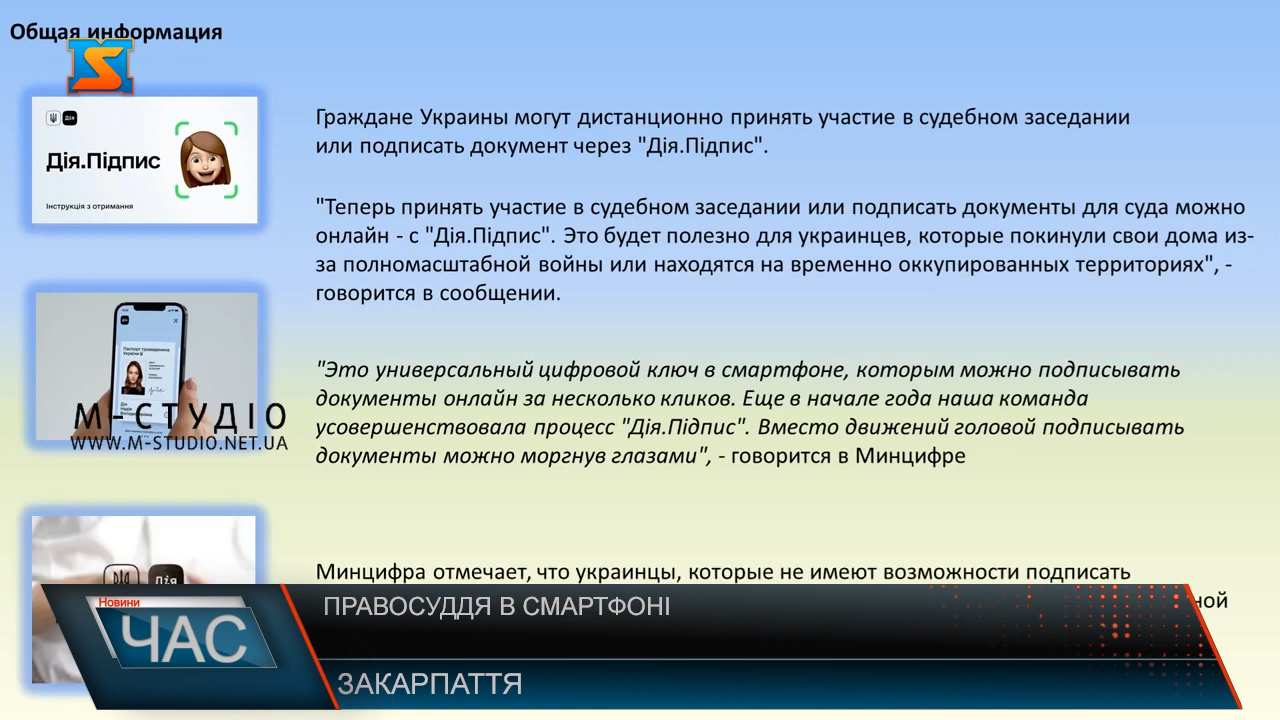 Общая информация
Дія
Дія.Підпис
Інструкція з отримання
Граждане Украины могут дистанционно принять участие в судебном заседании
или подписать документ через "Дія.Підпис".
"Теперь принять участие в судебном заседании или подписать документы для суда можно
онлайн - с "Дія.Підпис". Это будет полезно для украинцев, которые покинули свои дома из-
за полномасштабной войны или находятся на временно оккупированных территориях", -
говорится в сообщении.
Паспорт громадянина
України
М-СТУДІО
WWW.M-STUDIO.NET.UA
"Это универсальный цифровой ключ в смартфоне, которым можно подписывать
документы онлайн за несколько кликов. Еще в начале года наша команда
усовершенствовала процесс "Дія.Підпис". Вместо движений головой подписывать
документы можно моргнув глазами", - говорится в Минцифре
Дія
Минцифра отмечает, что украинцы, которые не имеют возможности подписать
Новини
ЧАС
ПРАВОСУДДЯ В СМАРТФОНІ
ЗАКАРПАТТЯ